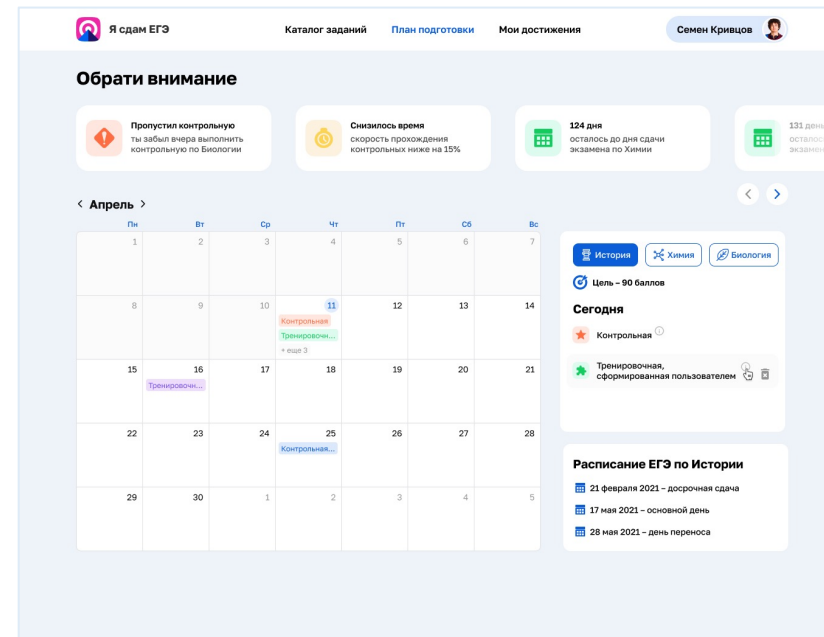 Я сдам ЕГЭ
Каталог заданий
План подготовки
Мои достижения
Семен Кривцов
Обрати внимание
Пропустил контрольную
ты забыл вчера выполнить
контрольную по Биологии
Снизилось время
скорость прохождения
контрольных ниже на 15%
124 дня
осталось до дня сдачи
экзамена по Химии
131 день
< Апрель >
Пн Вт Ср Чт Пт Сб Вс
1 2 3 4 5 6 7
8 9 10 11 12 13 14
Контрольная
Тренировочн...
+ еще 3
15 16 17 18 19 20 21
Тренировочн...
22 23 24 25 26 27 28
Контрольная...
29 30 1 2 3 4 5
История
Химия
Биология
Цель – 90 баллов
Сегодня
Контрольная
Тренировочная,
сформированная пользователем
Расписание ЕГЭ по Истории
21 февраля 2021 – досрочная сдача
17 мая 2021 – основной день
28 мая 2021 – день переноса